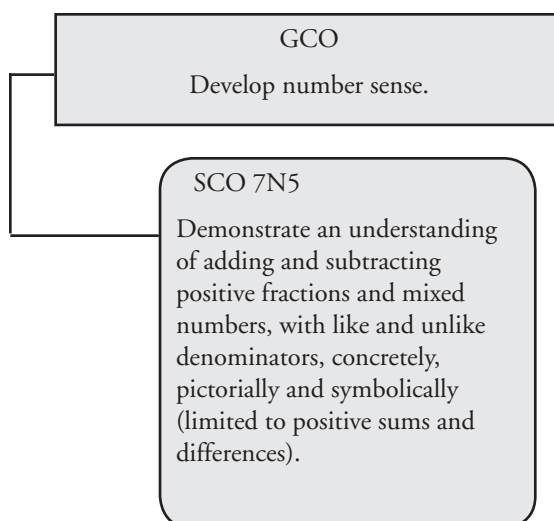 GCO
Develop number sense.
SCO 7N5
Demonstrate an understanding
of adding and subtracting
positive fractions and mixed
numbers, with like and unlike
denominators, concretely,
pictorially and symbolically
(limited to positive sums and
differences).